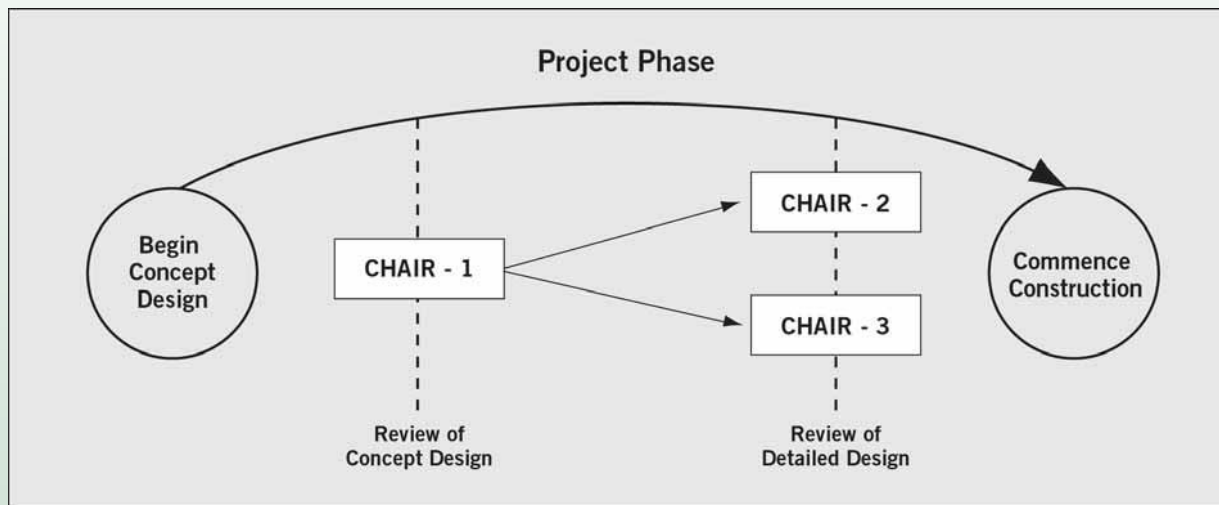 Project Phase
Begin
Concept
Design
CHAIR - 1
CHAIR - 2
CHAIR - 3
Commence
Construction
Review of
Concept Design
Review of
Detailed Design